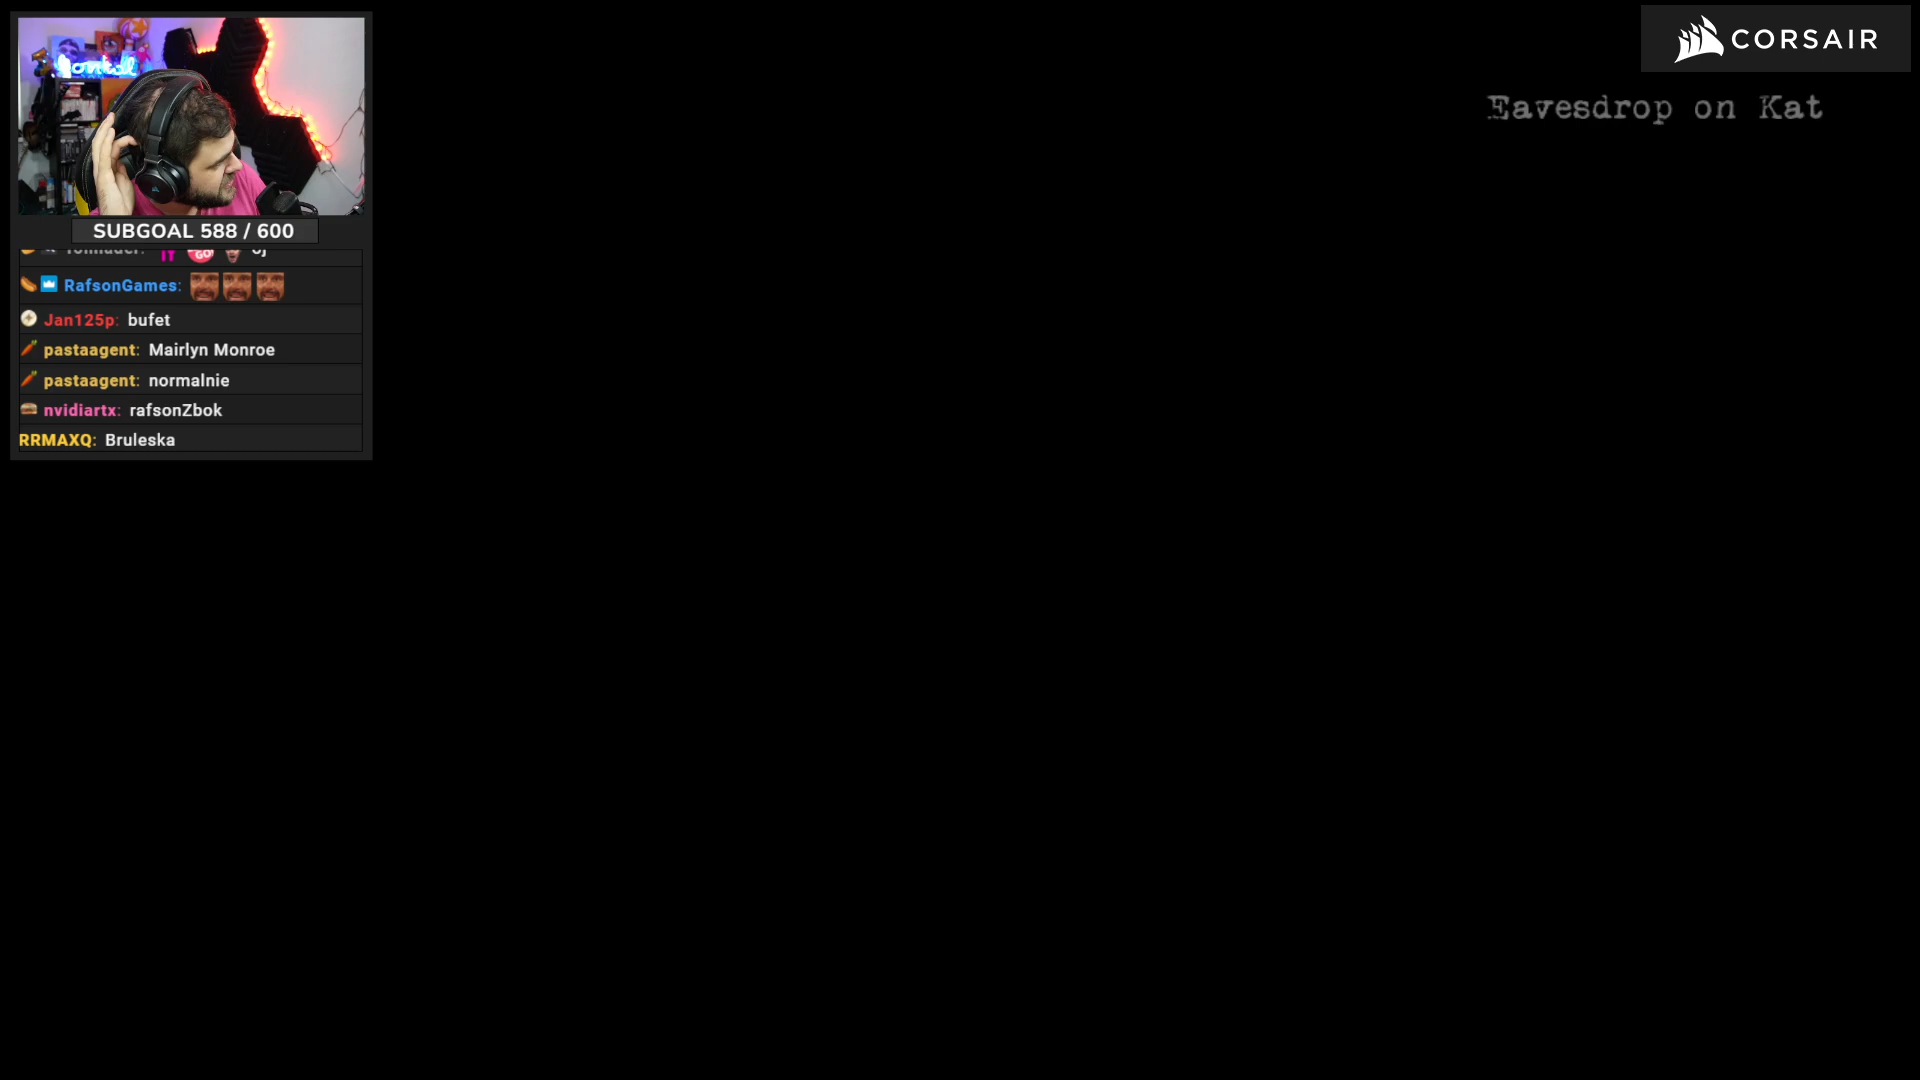 CORSAIR
Eavesdrop on Kat
SUBGOAL 588 / 600
RafsonGames:
Jan125p: bufet
pastaagent: Mairlyn Monroe
pastaagent: normalnie
nvidiartx: rafsonZbok
RRMAXQ: Bruleska